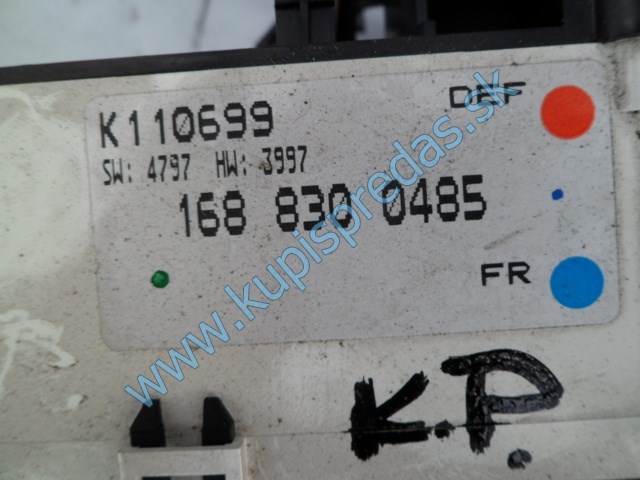 K110699
DEF
SW: 4797 HW: 3997
168 830 0485
FR
www.kupispredas.sk
K.P.